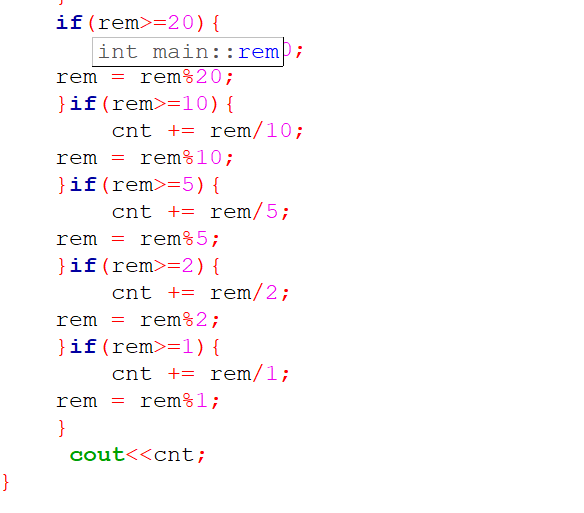 }
if(rem>=20){
int main::rem
0;
rem = rem%20;
}if(rem>=10){
cnt += rem/10;
rem = rem%10;
}if(rem>=5){
cnt += rem/5;
rem = rem%5;
}if(rem>=2){
cnt += rem/2;
rem = rem%2;
}if(rem>=1){
cnt += rem/1;
rem = rem%1;
}
cout<<cnt;
}